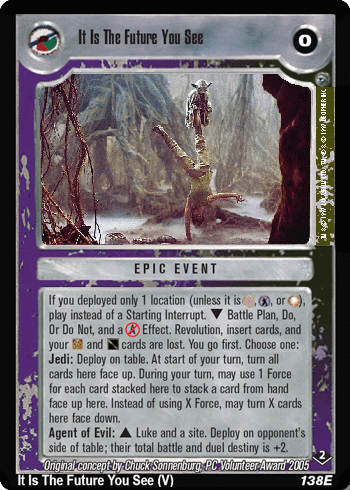 It Is The Future You See
0
EPIC EVENT
If you deployed only 1 location (unless it is , , or ),
play instead of a Starting Interrupt. ▼ Battle Plan, Do,
Or Do Not, and a Effect. Revolution, insert cards, and
your and cards are lost. You go first. Choose one:
Jedi: Deploy on table. At start of your turn, turn all
cards here face up. During your turn, may use 1 Force
for each card stacked here to stack a card from hand
face up here. Instead of using X Force, may turn X cards
face down.
Agent of Evil: ▲ Luke and a site. Deploy on opponent's
side of table; their total battle and duel destiny is +2.
Original concept by Chuck Sonnenburg, PC Volunteer Award 2005
2
It Is The Future You See (V)
138E